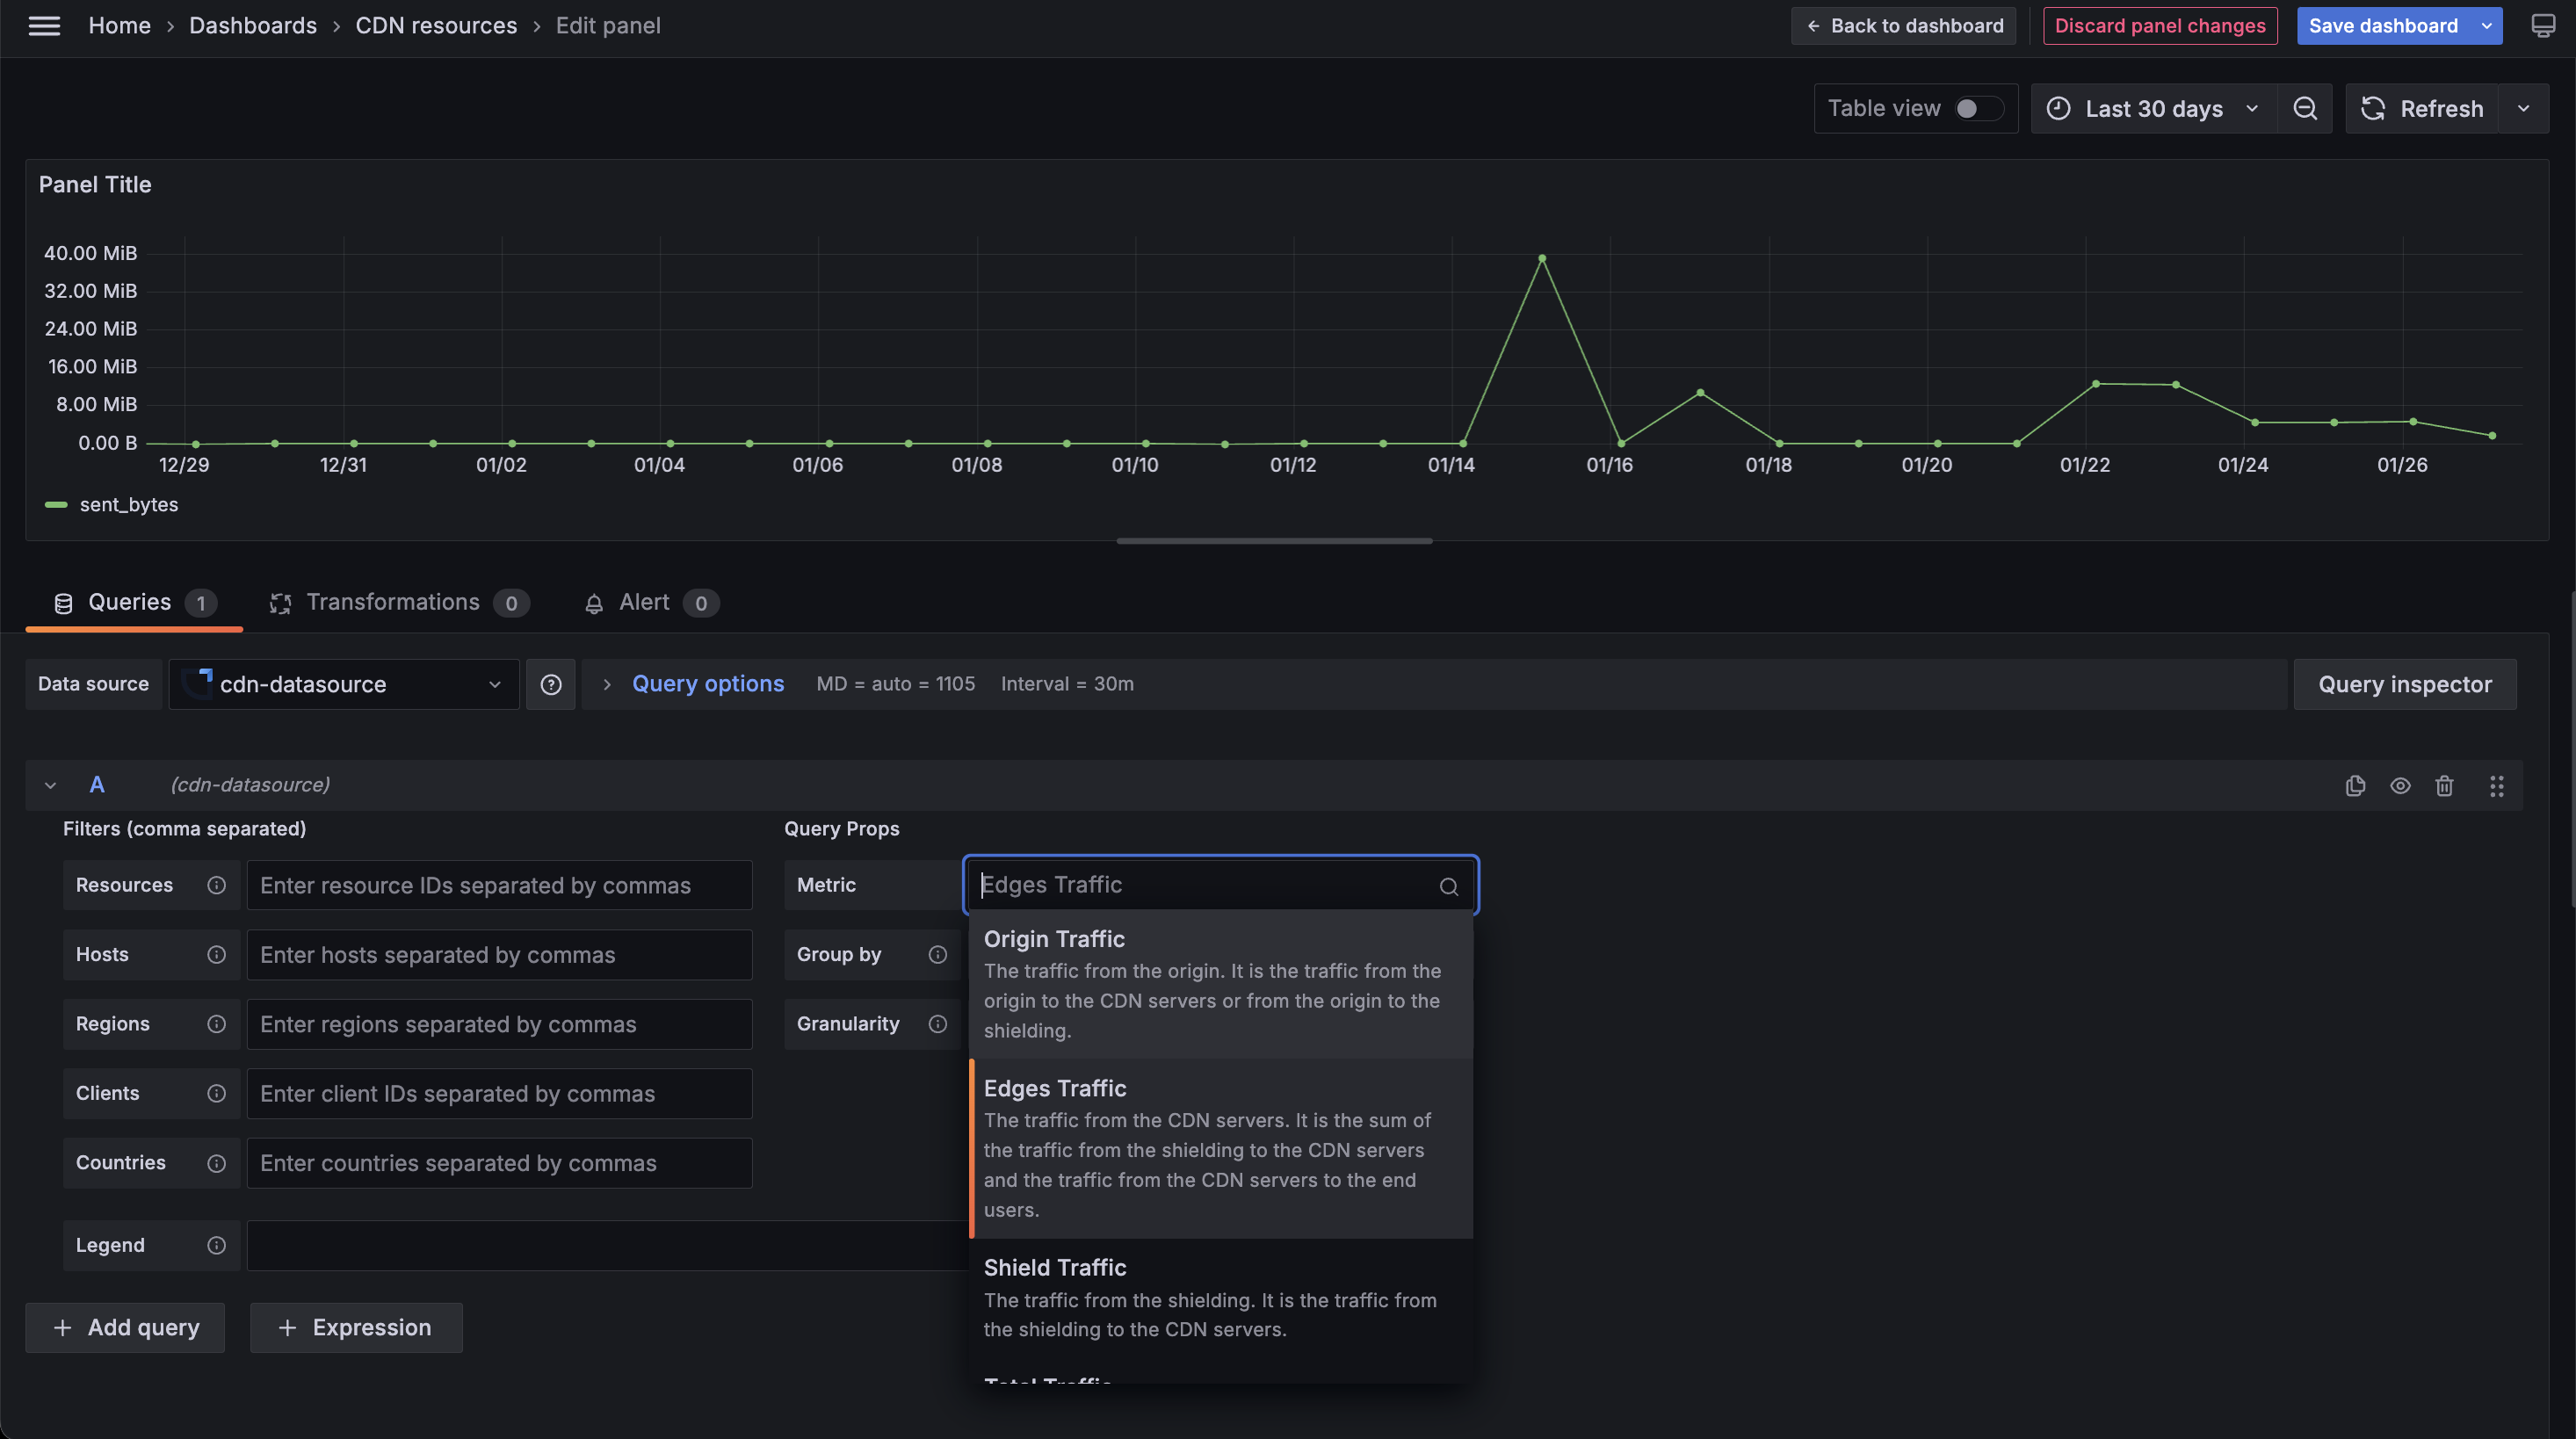 Home › Dashboards › CDN resources › Edit panel
← Back to dashboard
Discard panel changes
Save dashboard
Table view
Last 30 days
Refresh
Panel Title
40.00 MiB
32.00 MiB
24.00 MiB
16.00 MiB
8.00 MiB
0.00 B
12/29 12/31 01/02 01/04 01/06 01/08 01/10 01/12 01/14 01/16 01/18 01/20 01/22 01/24 01/26
sent_bytes
Queries 1
Transformations 0
Alert 0
Data source
cdn-datasource
Query options
MD = auto = 1105
Interval = 30m
Query inspector
A
(cdn-datasource)
Filters (comma separated)
Query Props
Resources
Enter resource IDs separated by commas
Metric
Edges Traffic
Hosts
Enter hosts separated by commas
Group by
Regions
Enter regions separated by commas
Granularity
Clients
Enter client IDs separated by commas
Countries
Enter countries separated by commas
Legend
Origin Traffic
The traffic from the origin. It is the traffic from the
origin to the CDN servers or from the origin to the
shielding.
Edges Traffic
The traffic from the CDN servers. It is the sum of
the traffic from the shielding to the CDN servers
and the traffic from the CDN servers to the end
users.
Shield Traffic
The traffic from the shielding. It is the traffic from
the shielding to the CDN servers.
Total Traffic
+ Add query
+ Expression